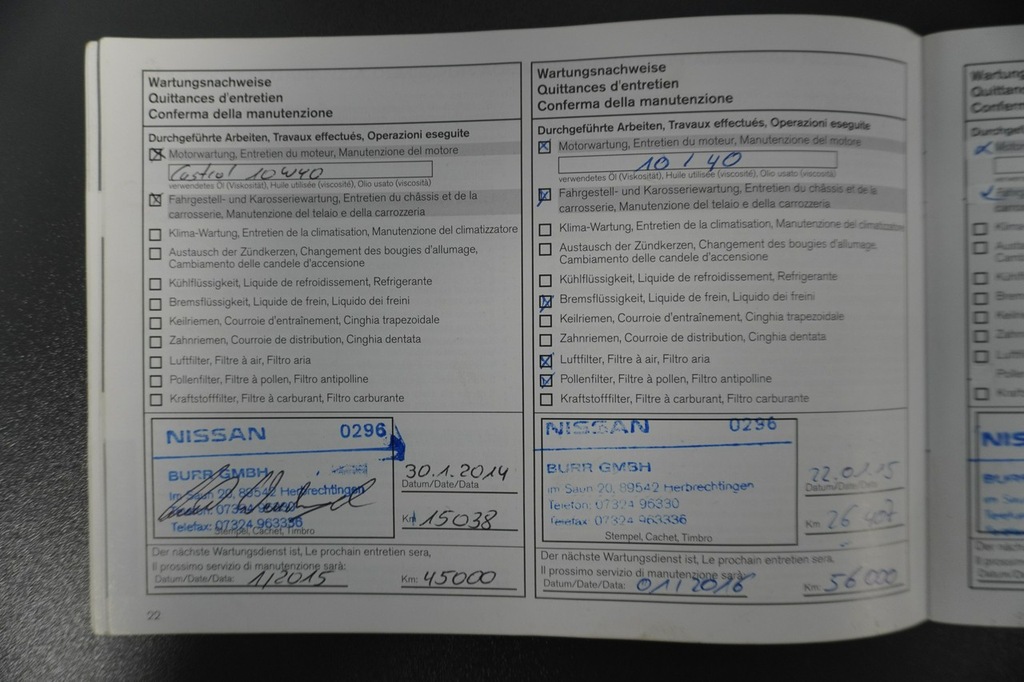 Wartungsnachweise
Quittances d'entretien
Conferma della manutenzione
Durchgeführte Arbeiten, Travaux effectués, Operazioni eseguite
Motorwartung, Entretien du moteur, Manutenzione del motore
Castrol 10W40
verwendetes Öl (Viskosität), Huile utilisée (viscosité), Olio usato (viscosità)
Fahrgestell- und Karosseriewartung, Entretien du châssis et de la
carrosserie, Manutenzione del telaio e della carrozzeria
Klima-Wartung, Entretien de la climatisation, Manutenzione del climatizzatore
Austausch der Zündkerzen, Changement des bougies d'allumage,
Cambiamento delle candele d'accensione
Kühlflüssigkeit, Liquide de refroidissement, Refrigerante
Bremsflüssigkeit, Liquide de frein, Liquido dei freini
Keilriemen, Courroie d'entraînement, Cinghia trapezoidale
Zahnriemen, Courroie de distribution, Cinghia dentata
Luftfilter, Filtre à air, Filtro aria
Pollenfilter, Filtre à pollen, Filtro antipolline
Kraftstofffilter, Filtre à carburant, Filtro carburante
NISSAN 0296
BURR GMBH
Im Saun 20, 89542 Herbrechtingen
Telefax: 07324 963336
Stempel, Cachet, Timbro
30.1.2014
Datum/Date/Data
Km 15038
Der nächste Wartungsdienst ist, Le prochain entretien sera,
Il prossimo servizio di manutenzione sarà:
Datum/Date/Data: 1/2015 Km: 45000
22
Wartungsnachweise
Quittances d'entretien
Conferma della manutenzione
Durchgeführte Arbeiten, Travaux effectués, Operazioni eseguite
Motorwartung, Entretien du moteur, Manutenzione del motore
10/40
verwendetes Öl (Viskosität), Huile utilisée (viscosité), Olio usato (viscosità)
Fahrgestell- und Karosseriewartung, Entretien du châssis et de la
carrosserie, Manutenzione del telaio e della carrozzeria
Klima-Wartung, Entretien de la climatisation, Manutenzione del climatizzatore
Austausch der Zündkerzen, Changement des bougies d'allumage,
Cambiamento delle candele d'accensione
Kühlflüssigkeit, Liquide de refroidissement, Refrigerante
Bremsflüssigkeit, Liquide de frein, Liquido dei freini
Keilriemen, Courroie d'entraînement, Cinghia trapezoidale
Zahnriemen, Courroie de distribution, Cinghia dentata
Luftfilter, Filtre à air, Filtro aria
Pollenfilter, Filtre à pollen, Filtro antipolline
Kraftstofffilter, Filtre à carburant, Filtro carburante
NISSAN 0296
BURR GMBH
Im Saun 20, 89542 Herbrechtingen
Telefon: 07324 96330
Telefax: 07324 963336
Stempel, Cachet, Timbro
22.01.15
Datum/Date/Data
Km 26 407
Der nächste Wartungsdienst ist, Le prochain entretien sera,
Il prossimo servizio di manutenzione sarà:
Datum/Date/Data: 01/2016 Km: 56000